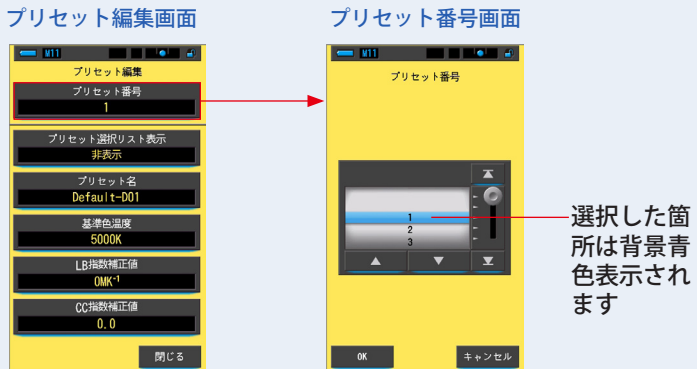 プリセット編集画面
M11
プリセット編集
プリセット番号
1
プリセット選択リスト表示
非表示
プリセット名
Default-D01
基準色温度
5000K
LB指数補正値
0MK⁻¹
CC指数補正値
0.0
閉じる
プリセット番号画面
M11
プリセット番号
1
2
3
OK
キャンセル
選択した箇
所は背景青
色表示され
ます